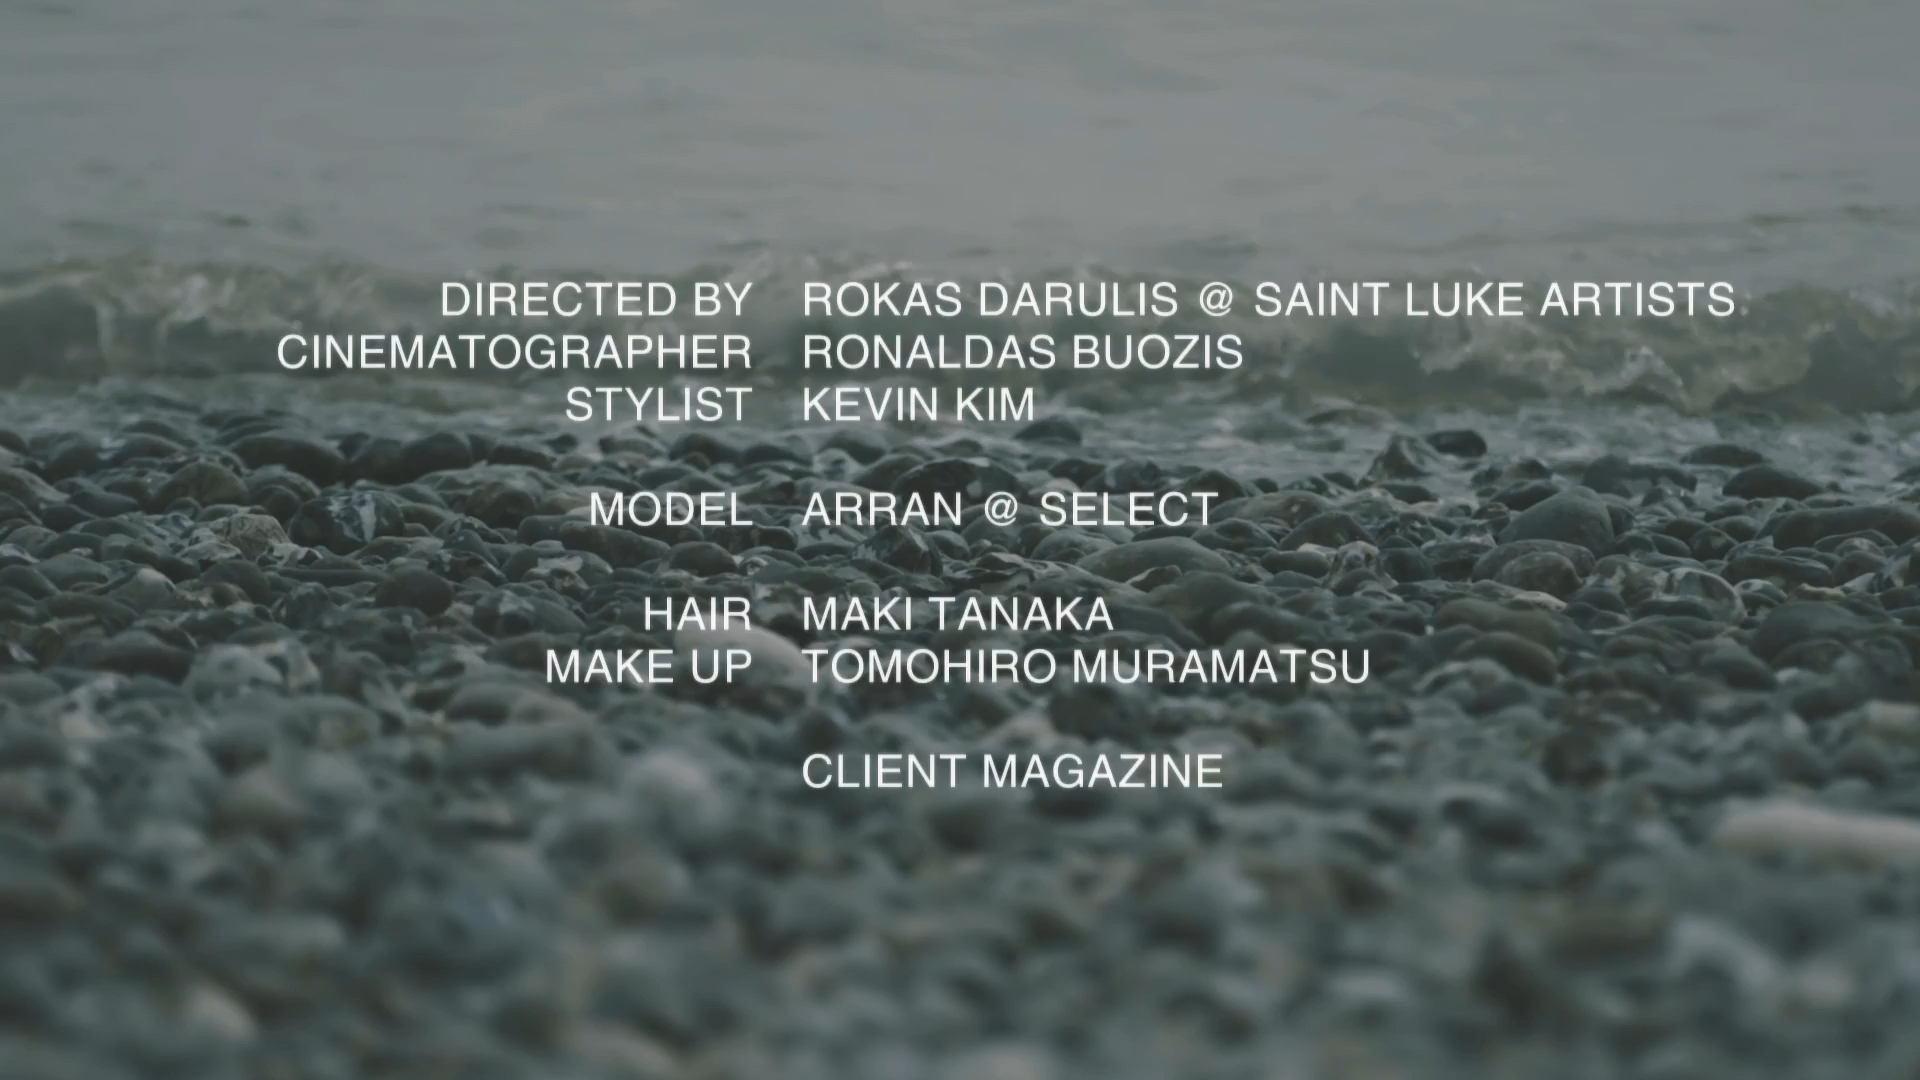 DIRECTED BY ROKAS DARULIS @ SAINT LUKE ARTISTS
CINEMATOGRAPHER RONALDAS BUOZIS
STYLIST KEVIN KIM
MODEL ARRAN @ SELECT
HAIR MAKI TANAKA
MAKE UP TOMOHIRO MURAMATSU
CLIENT MAGAZINE